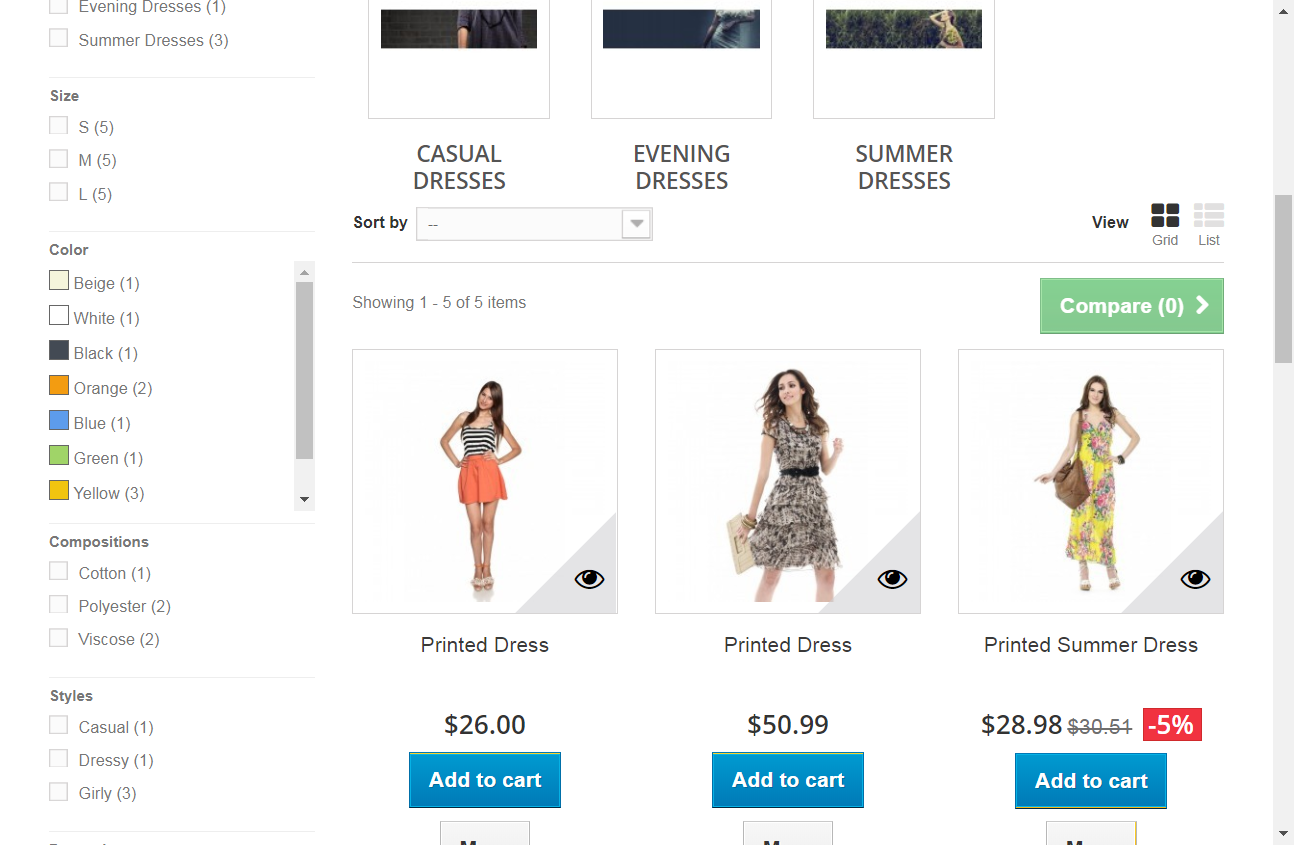 Evening Dresses (1)
Summer Dresses (3)
Size
S (5)
M (5)
L (5)
Color
Beige (1)
White (1)
Black (1)
Orange (2)
Blue (1)
Green (1)
Yellow (3)
Compositions
Cotton (1)
Polyester (2)
Viscose (2)
Styles
Casual (1)
Dressy (1)
Girly (3)
CASUAL
DRESSES
EVENING
DRESSES
SUMMER
DRESSES
Sort by --
View
Grid
List
Showing 1 - 5 of 5 items
Compare (0)
Printed Dress
$26.00
Add to cart
Printed Dress
$50.99
Add to cart
Printed Summer Dress
$28.98 $30.51 -5%
Add to cart